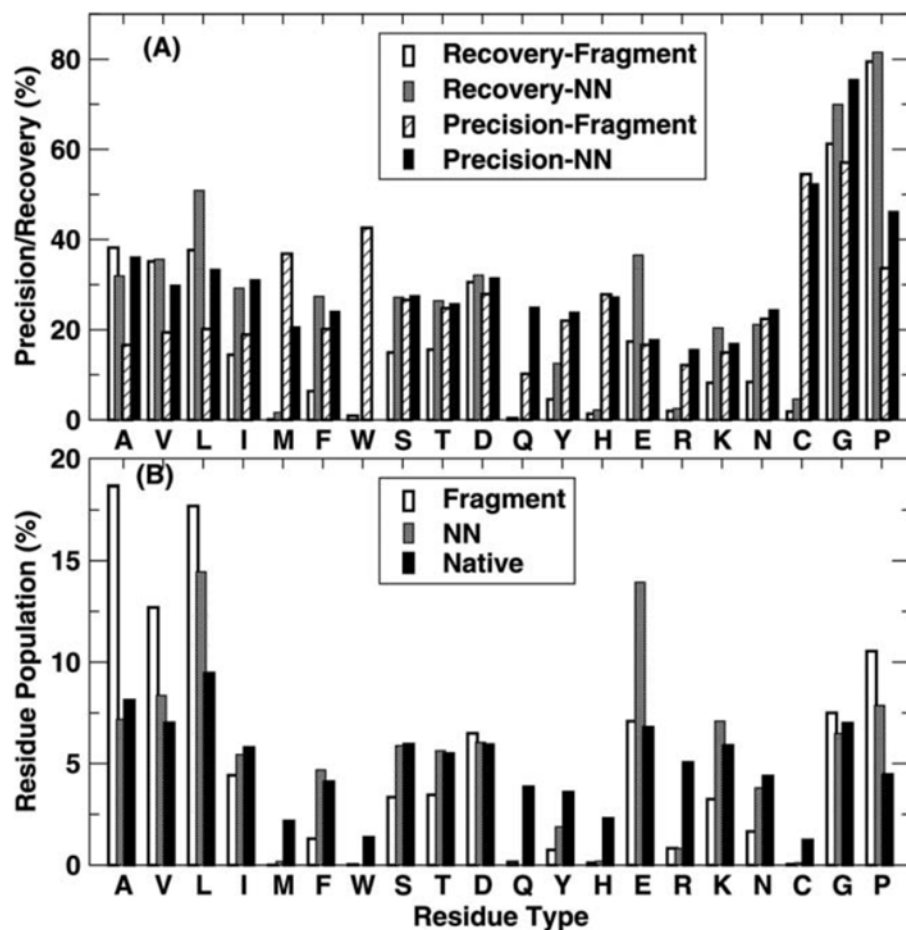 (A)
Recovery-Fragment
Recovery-NN
Precision-Fragment
Precision-NN
Precision/Recovery (%)
80
60
40
20
0
A V L I M F W S T D Q Y H E R K N C G P
(B)
Fragment
NN
Native
Residue Population (%)
20
15
10
5
0
A V L I M F W S T D Q Y H E R K N C G P
Residue Type